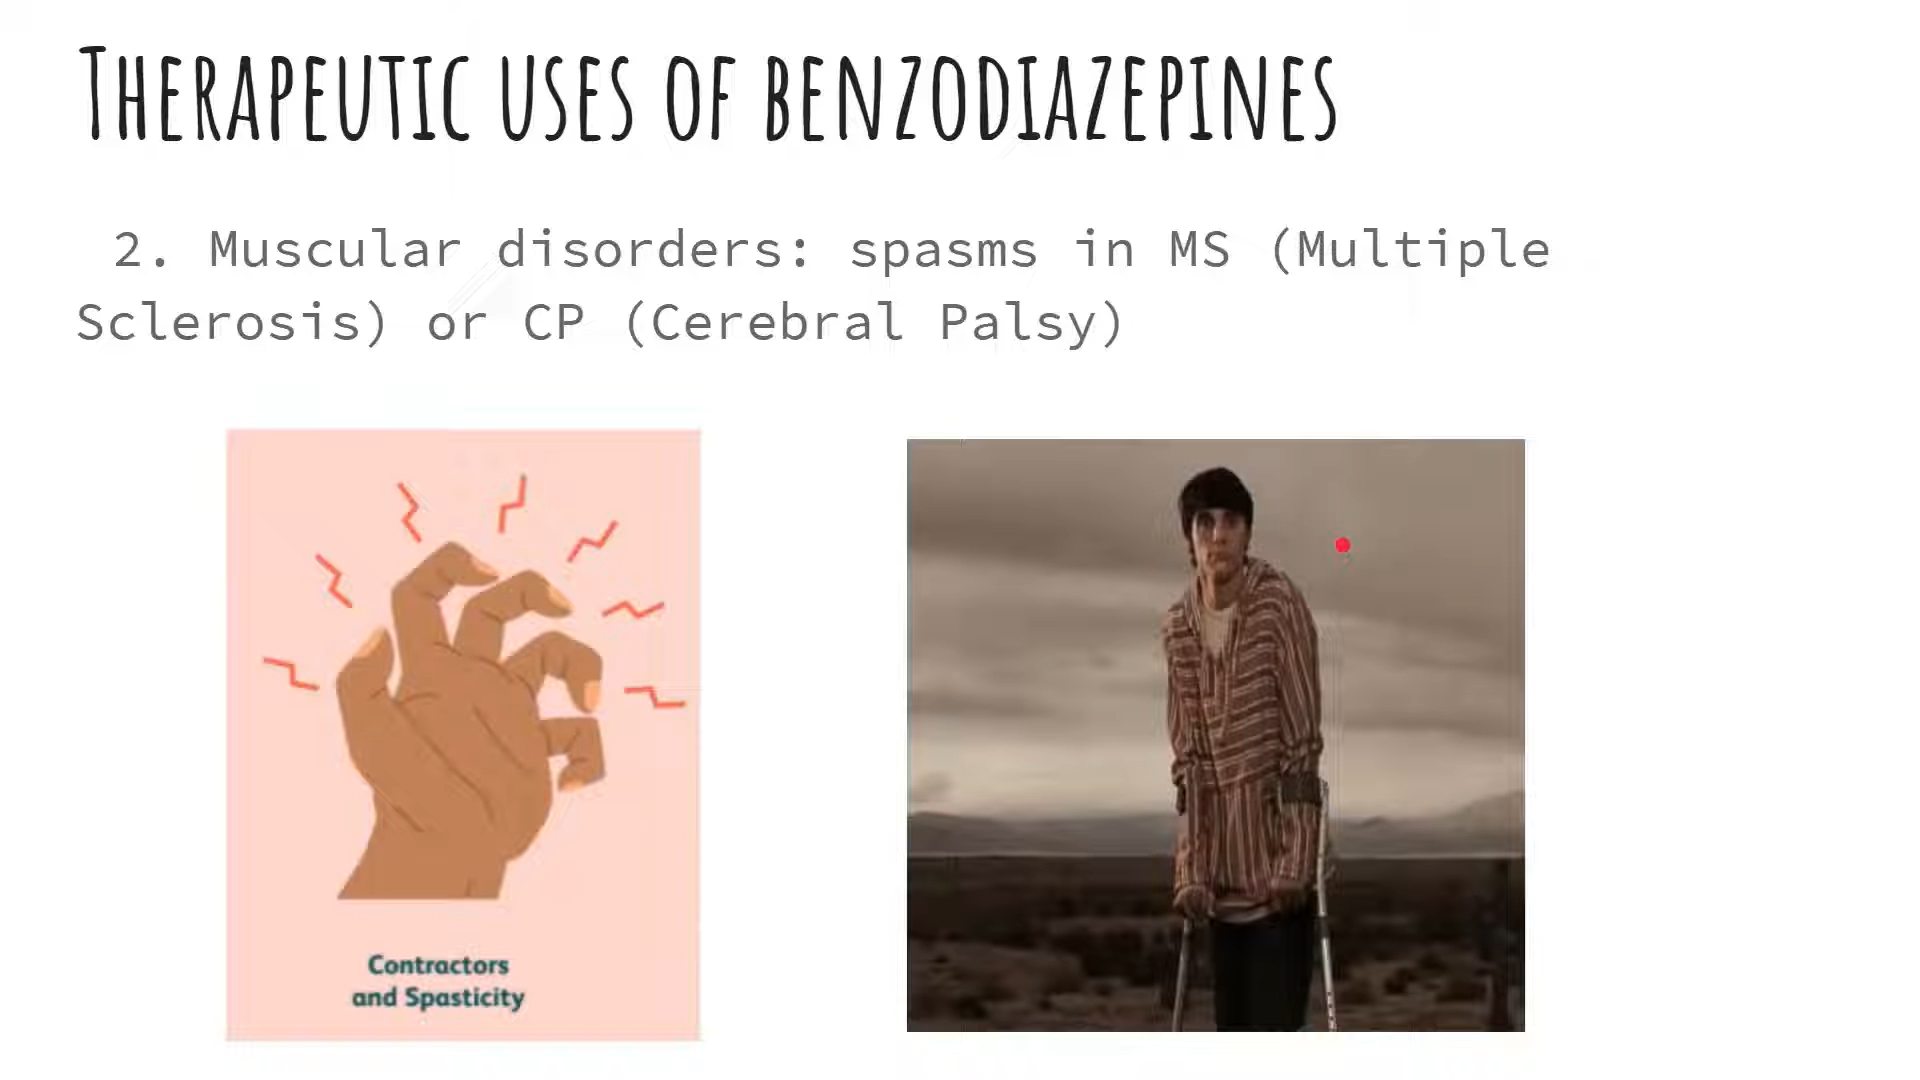 Therapeutic uses of benzodiazepines
2. Muscular disorders: spasms in MS (Multiple
Sclerosis) or CP (Cerebral Palsy)
Contractors
and Spasticity